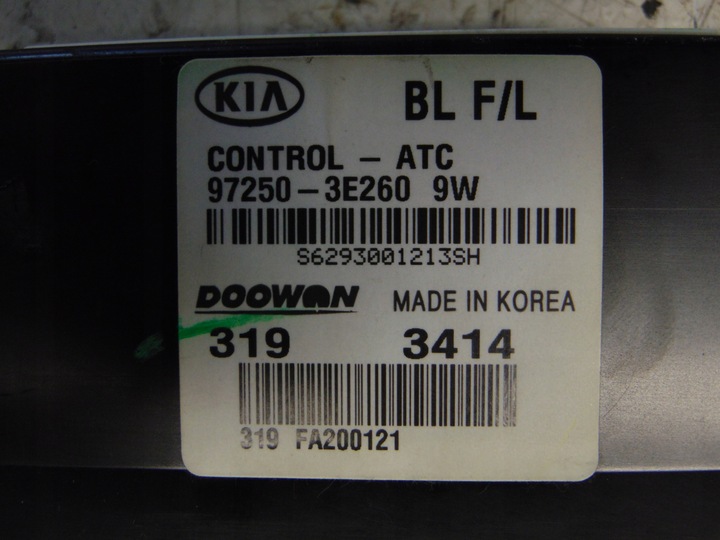 KIA BL F/L
CONTROL - ATC
97250-3E260 9W
S6293001213SH
DOOWON MADE IN KOREA
319 3414
319 FA200121